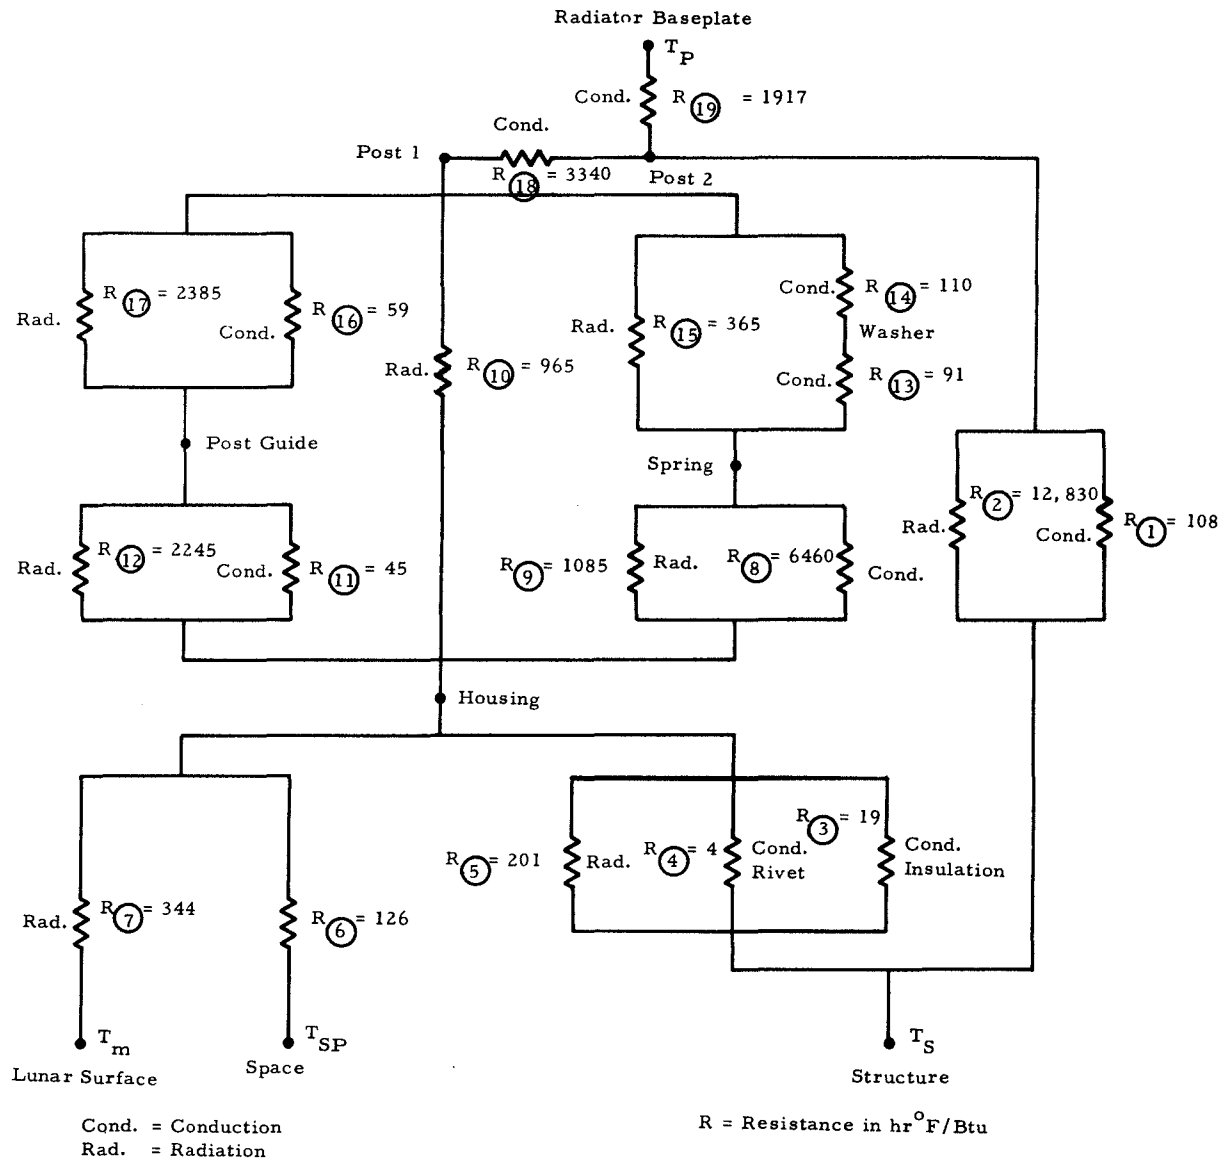 Radiator Baseplate
T P
Cond. R 19 = 1917
Cond.
Post 1
R 18 = 3340
Post 2
R 17 = 2385
Rad.
R 16 = 59
Cond.
Rad.
R 10 = 965
Rad.
R 15 = 365
Cond.
R 14 = 110
Washer
Cond.
R 13 = 91
Post Guide
Spring
R 12 = 2245
Rad.
Cond.
R 11 = 45
R 9 = 1085
Rad.
R 8 = 6460
Cond.
Rad.
R 2 = 12,830
Cond.
R 1 = 108
Housing
Rad.
R 7 = 344
R 6 = 126
R 5 = 201
Rad.
R 4 = 4
Cond.
Rivet
R 3 = 19
Cond.
Insulation
T m
Lunar Surface
T SP
Space
T S
Structure
Cond. = Conduction
Rad. = Radiation
R = Resistance in hr°F/Btu